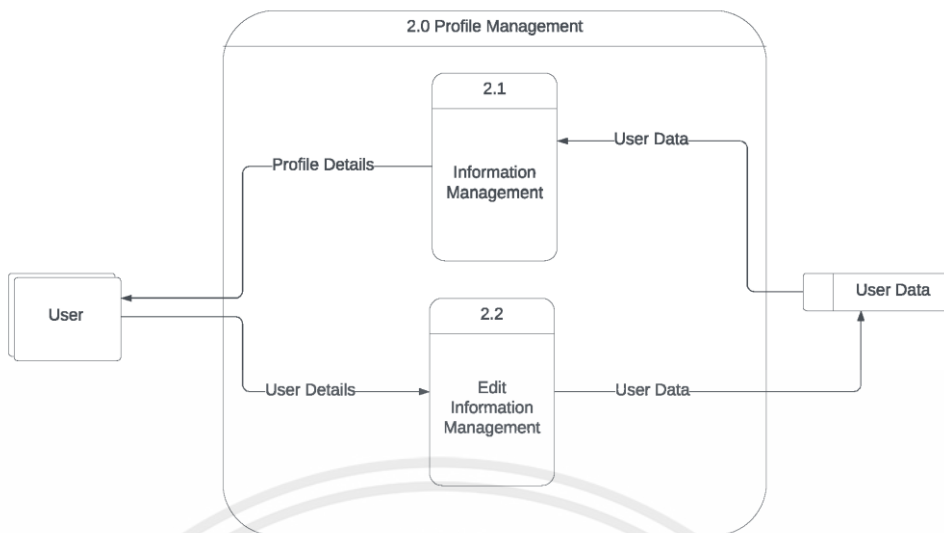 2.0 Profile Management
2.1
User Data
Profile Details
Information
Management
User Data
User
2.2
User Details
Edit
Information
Management
User Data